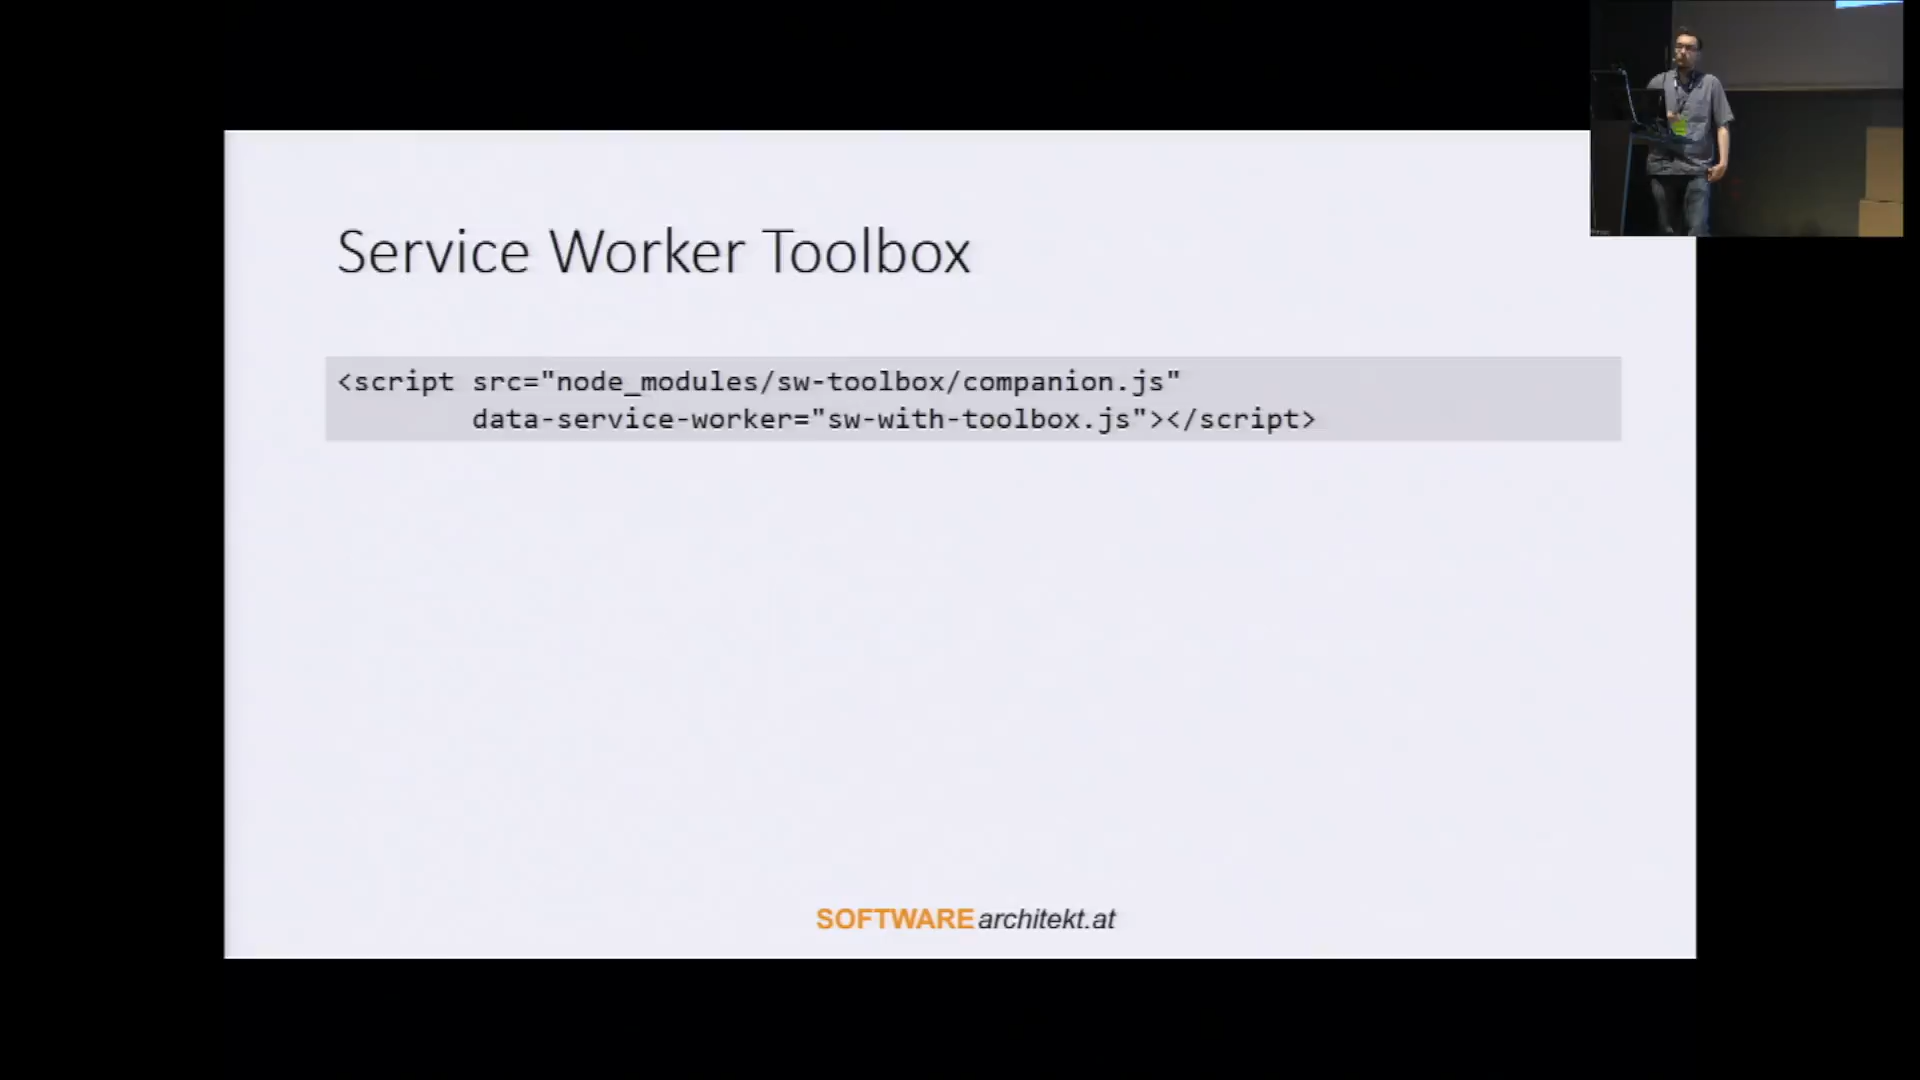 Service Worker Toolbox
<script src="node_modules/sw-toolbox/companion.js"
data-service-worker="sw-with-toolbox.js"></script>
SOFTWAREarchitekt.at